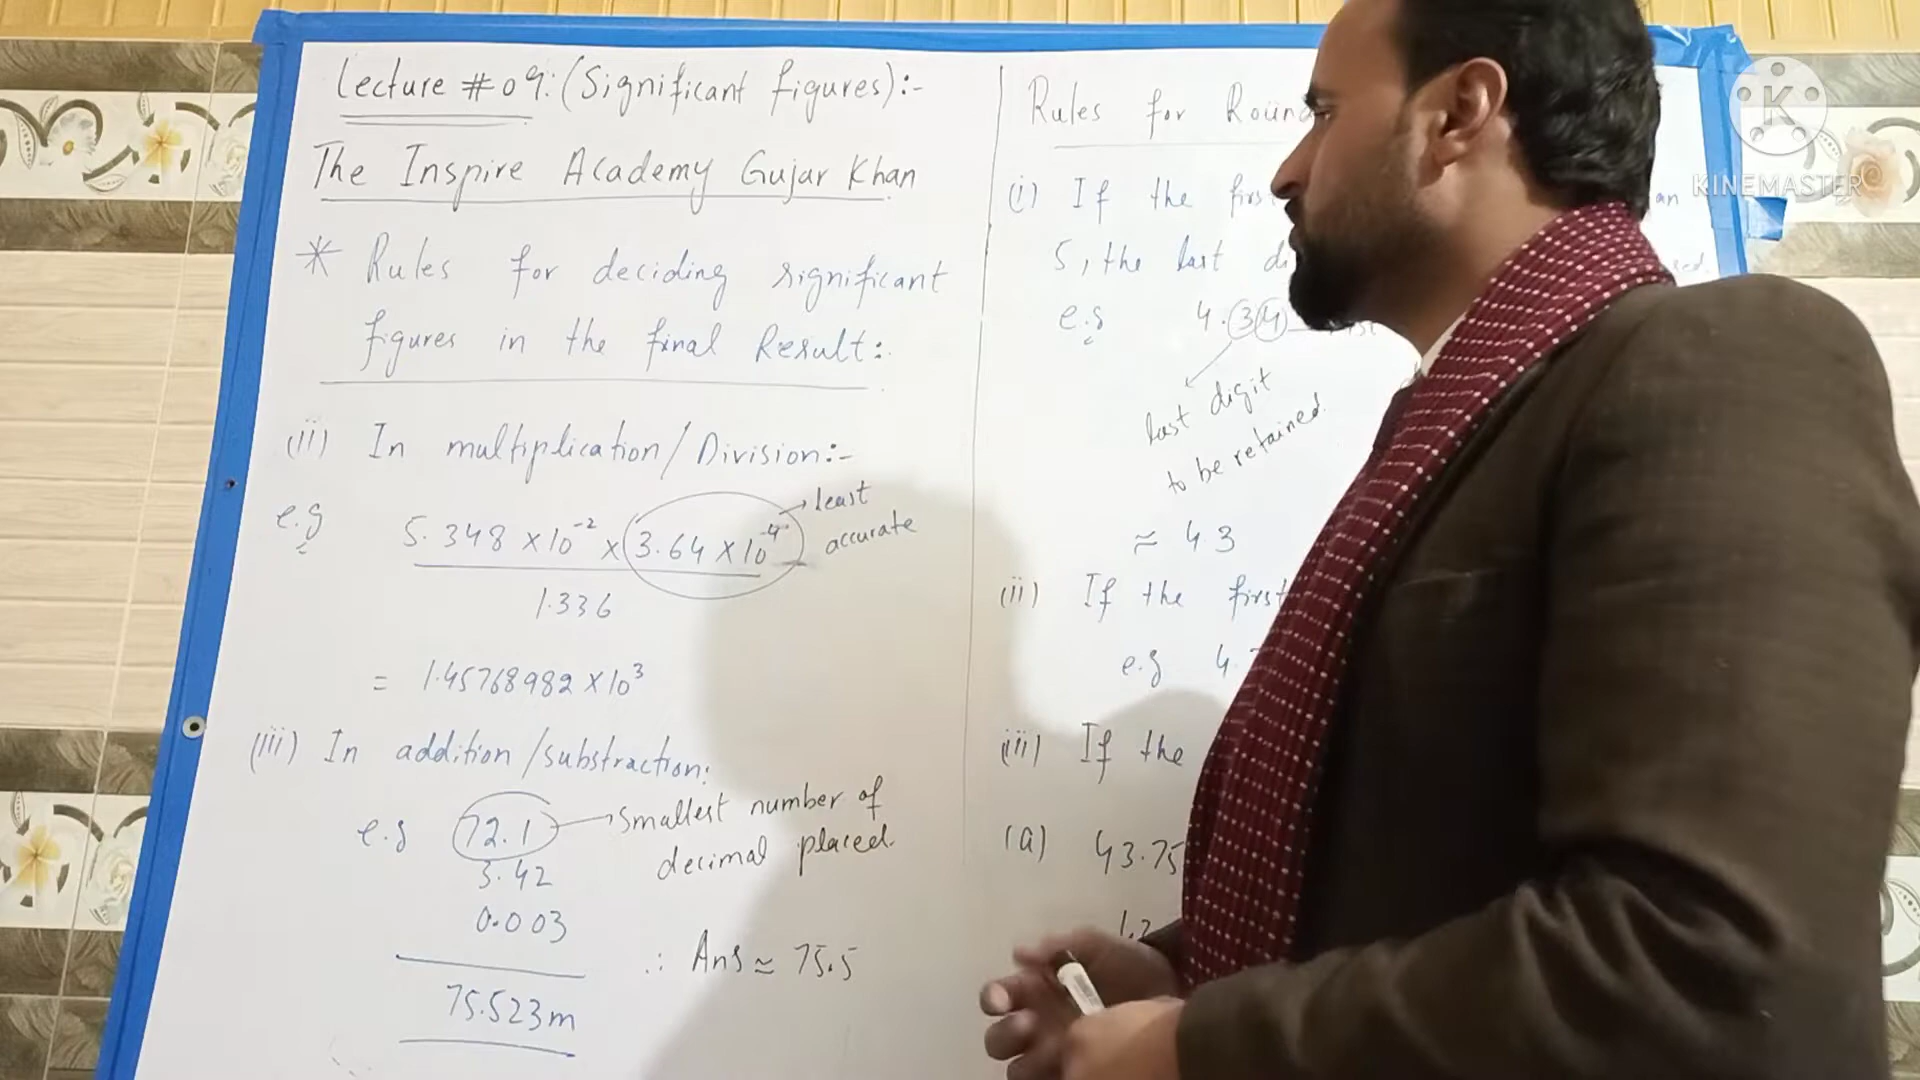 Lecture # 09: (Significant figures):-
The Inspire Academy Gujar Khan
* Rules for deciding significant
figures in the final Result:
(ii) In multiplication/Division:-
e.g 5.348 x10⁻² x 3.64 x 10⁻⁴ → least
accurate
1.336
= 1.45768982 x 10³
(iii) In addition/substraction:
e.g 72.1 → Smallest number of
decimal placed.
3.42
0.003
75.523m
∴ Ans ≈ 75.5
Rules for
(i) If the
5, the last
e.g 4.34
last digit
to be retained.
≈ 4.3
(ii) If the first
e.g 4.
(iii) If the
(a) 43.75
KINEMASTER